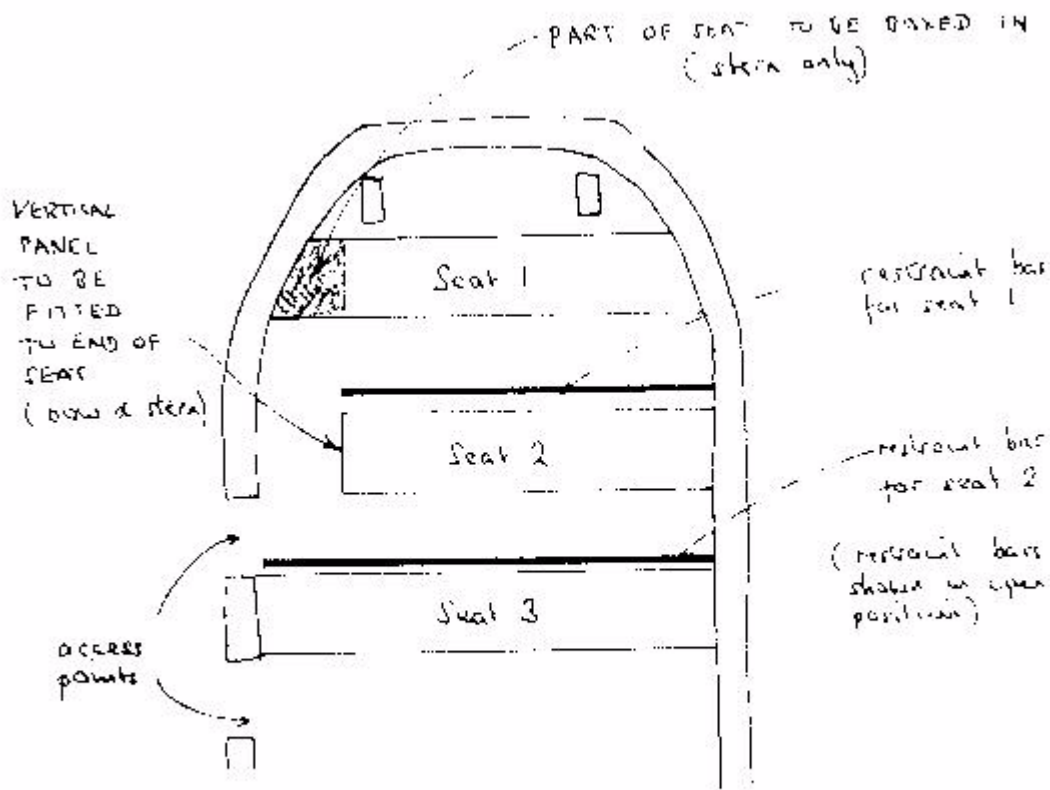 PART OF SEAT TO BE BOXED IN
(stern only)
VERTICAL
PANEL
TO BE
FITTED
TO END OF
SEAT
(bow & stern)
Seat 1
restraint bar
for seat 1
Seat 2
restraint bar
for seat 2
(restraint bars
shown in open
position)
Seat 3
access
points